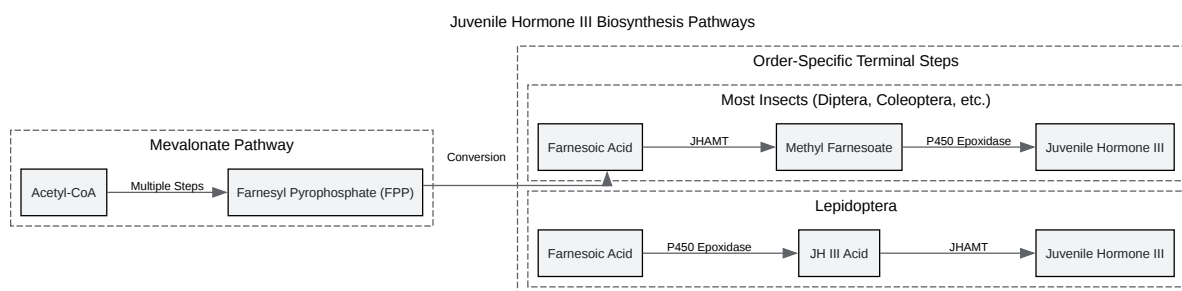 Juvenile Hormone III Biosynthesis Pathways
Order-Specific Terminal Steps
Most Insects (Diptera, Coleoptera, etc.)
Mevalonate Pathway
Acetyl-CoA
Multiple Steps
Farnesyl Pyrophosphate (FPP)
Conversion
Farnesoic Acid
JHAMT
Methyl Farnesoate
P450 Epoxidase
Juvenile Hormone III
Lepidoptera
Farnesoic Acid
P450 Epoxidase
JH III Acid
JHAMT
Juvenile Hormone III